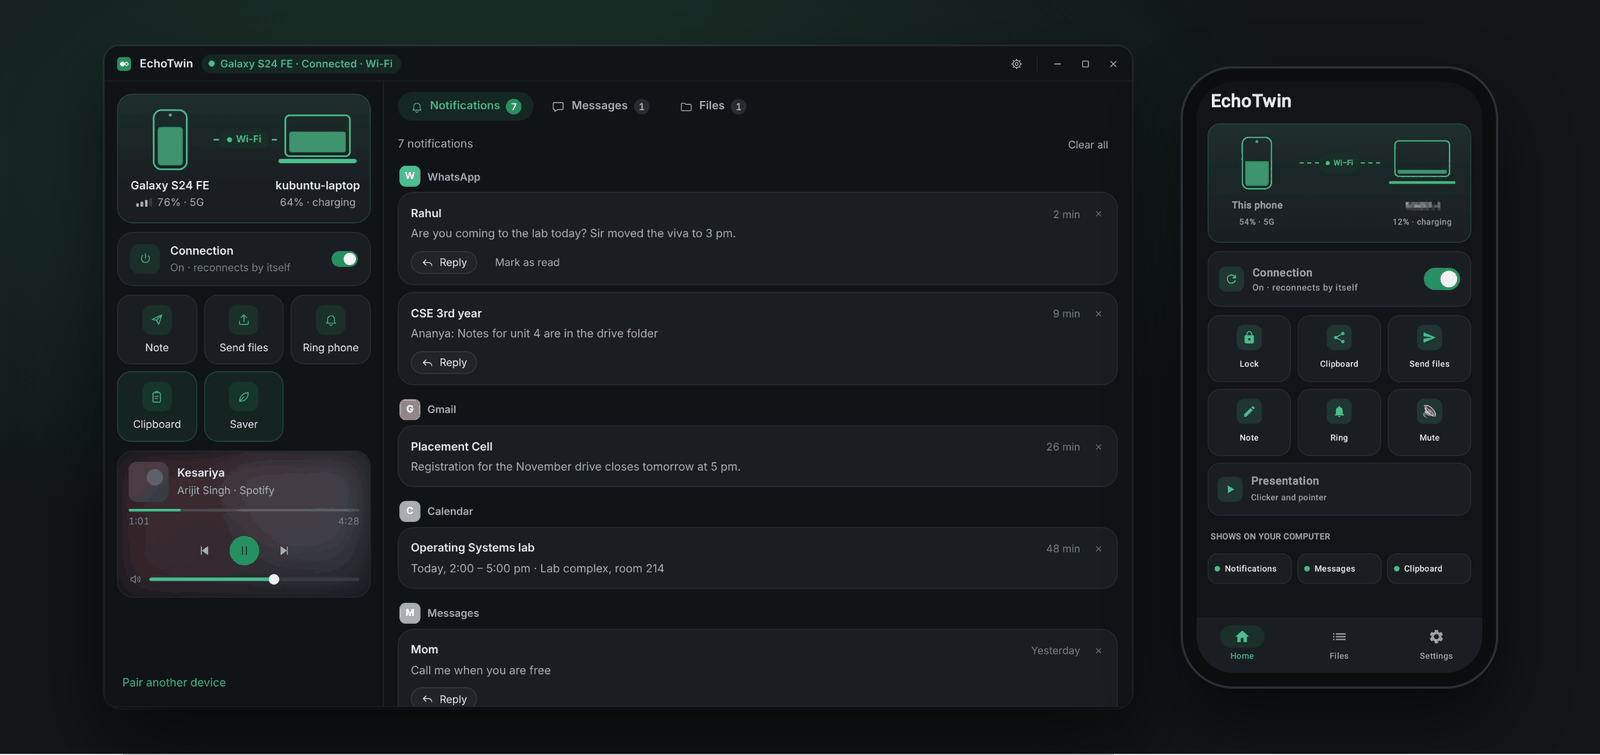 EchoTwin
Galaxy S24 FE · Connected · Wi-Fi
Wi-Fi
Galaxy S24 FE
76% · 5G
kubuntu-laptop
64% · charging
Connection
On · reconnects by itself
Note
Send files
Ring phone
Clipboard
Saver
Kesariya
Arijit Singh · Spotify
1:01
4:28
Pair another device
Notifications 7
Messages 1
Files 1
7 notifications
Clear all
W WhatsApp
Rahul
2 min
Are you coming to the lab today? Sir moved the viva to 3 pm.
Reply
Mark as read
CSE 3rd year
9 min
Ananya: Notes for unit 4 are in the drive folder
Reply
G Gmail
Placement Cell
26 min
Registration for the November drive closes tomorrow at 5 pm.
C Calendar
Operating Systems lab
48 min
Today, 2:00 – 5:00 pm · Lab complex, room 214
M Messages
Mom
Yesterday
Call me when you are free
Reply
EchoTwin
Wi-Fi
This phone
54% · 5G
12% · charging
Connection
On · reconnects by itself
Lock
Clipboard
Send files
Note
Ring
Mute
Presentation
Clicker and pointer
SHOWS ON YOUR COMPUTER
Notifications
Messages
Clipboard
Home
Files
Settings